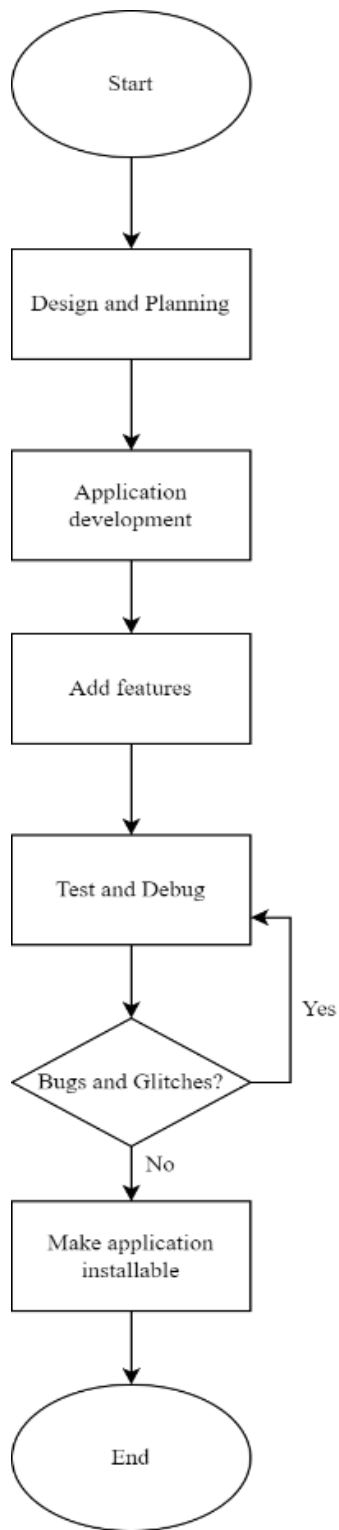 Start
Design and Planning
Application
development
Add features
Test and Debug
Yes
Bugs and Glitches?
No
Make application
installable
End